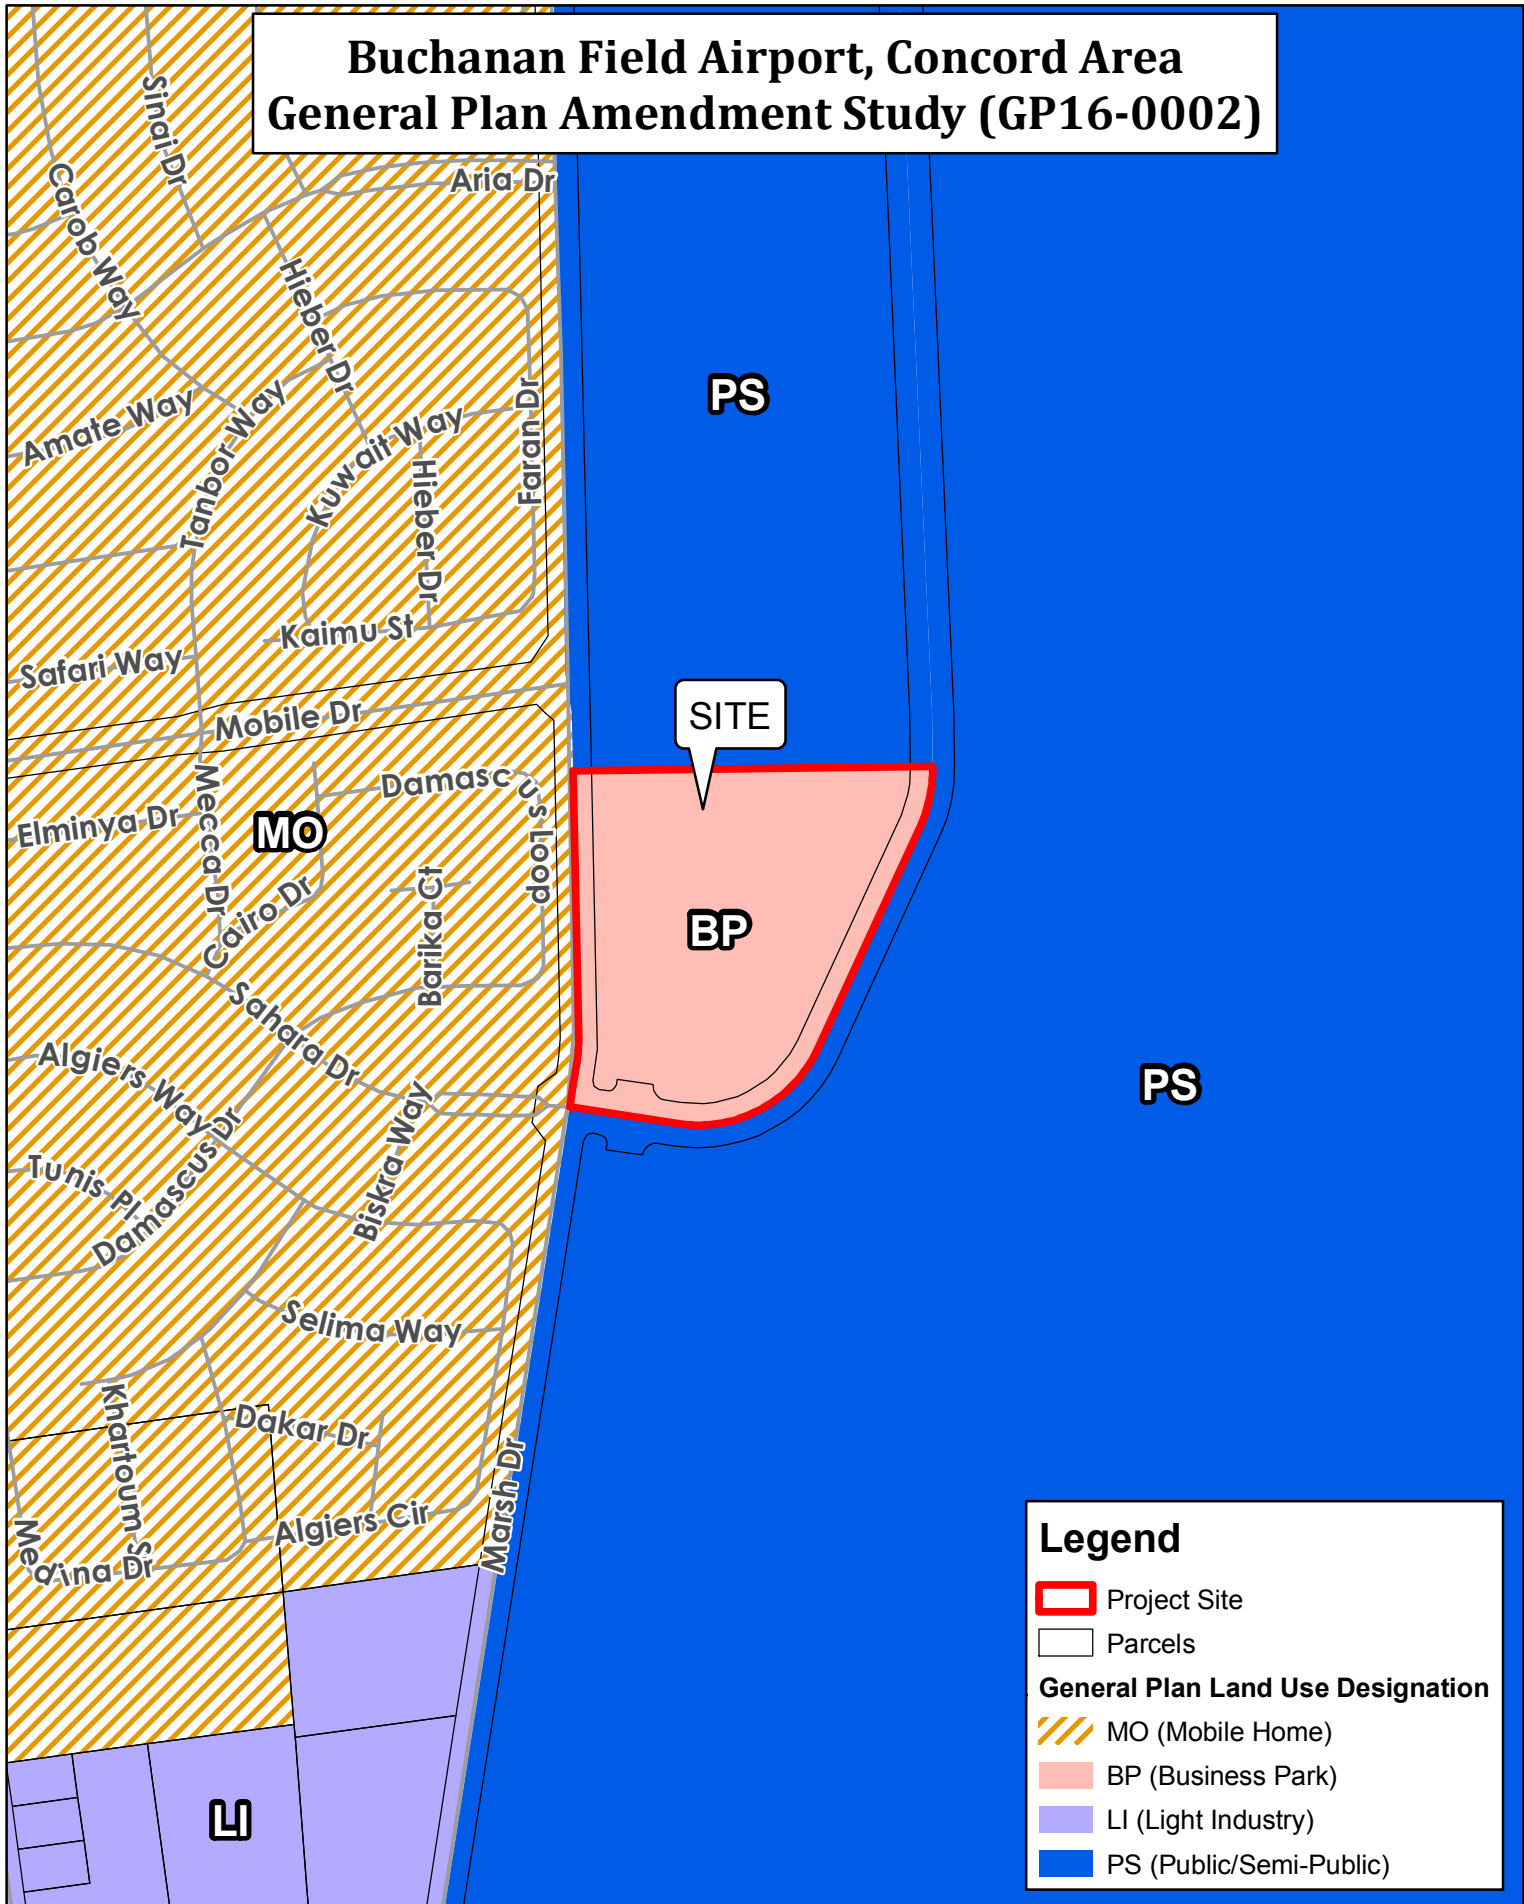 Buchanan Field Airport, Concord Area
General Plan Amendment Study (GP16-0002)
Sinai Dr
Carob Way
Aria Dr
Hieber Dr
Amate Way
Tanbor Way
Kuwait Way
Faran Dr
Hieber Dr
PS
Kaimu St
Safari Way
Mobile Dr
SITE
Damascus Loop
Elminya Dr
Mecca Dr
MO
Cairo Dr
Barika Ct
BP
Sahara Dr
Algiers Way
Biskra Way
PS
Tunis Pl
Damascus Dr
Selima Way
Khartoum S
Dakar Dr
Marsh Dr
Algiers Cir
Medina Dr
LI
Legend
Project Site
Parcels
General Plan Land Use Designation
MO (Mobile Home)
BP (Business Park)
LI (Light Industry)
PS (Public/Semi-Public)